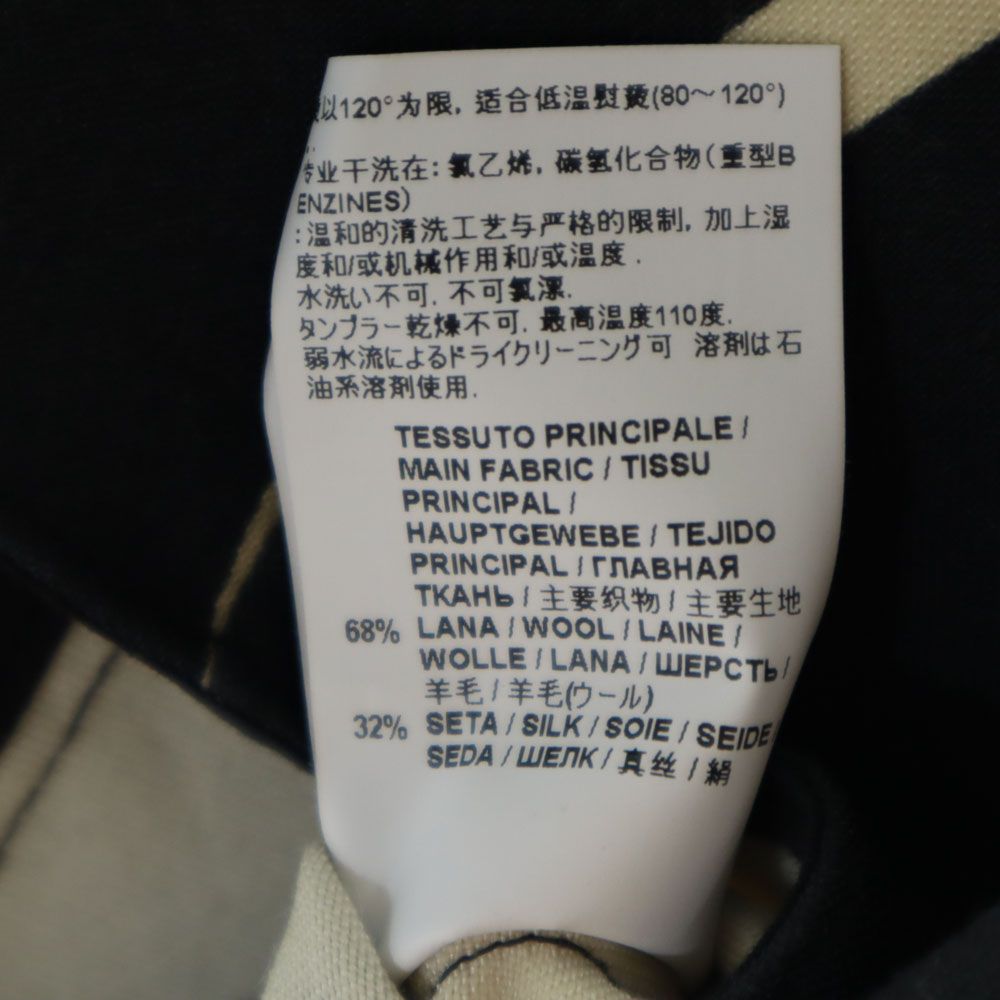 以120°为限, 适合低温熨烫(80～120°)
专业干洗在: 氯乙烯, 碳氢化合物 (重型B
ENZINES)
:温和的清洗工艺与严格的限制, 加上湿
度和/或机械作用和/或温度 .
水洗い不可. 不可氯漂.
タンブラー乾燥不可. 最高温度110度.
弱水流によるドライクリーニング可 溶剤は石
油系溶剤使用.
TESSUTO PRINCIPALE /
MAIN FABRIC / TISSU
PRINCIPAL /
HAUPTGEWEBE / TEJIDO
PRINCIPAL / ГЛАВНАЯ
ТКАНЬ / 主要织物 / 主要生地
68% LANA / WOOL / LAINE /
WOLLE / LANA / ШЕРСТЬ /
羊毛 / 羊毛(ウール)
32% SETA / SILK / SOIE / SEIDE
SEDA / ШЕЛК / 真丝 / 絹